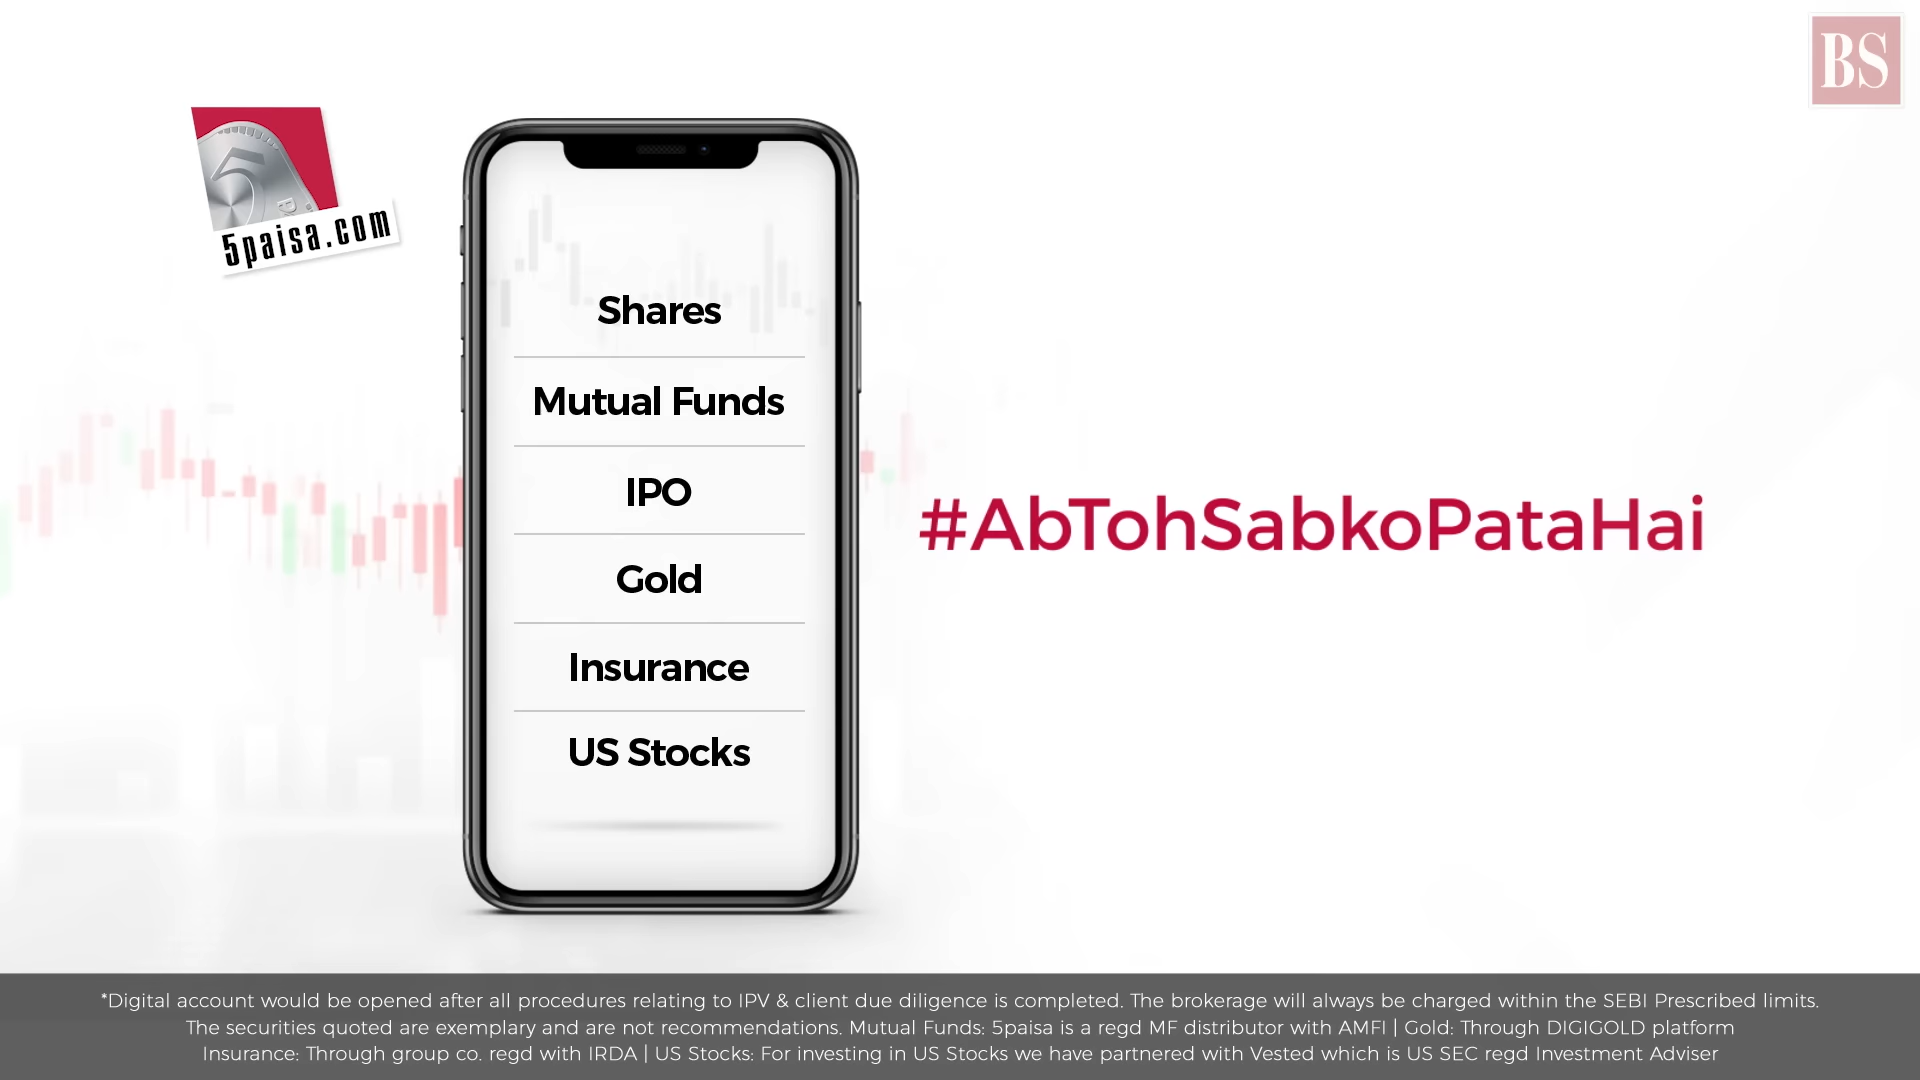 BS
5
5paisa.com
Shares
Mutual Funds
IPO
Gold
Insurance
US Stocks
#AbTohSabkoPataHai
*Digital account would be opened after all procedures relating to IPV & client due diligence is completed. The brokerage will always be charged within the SEBI Prescribed limits.
The securities quoted are exemplary and are not recommendations. Mutual Funds: 5paisa is a regd MF distributor with AMFI | Gold: Through DIGIGOLD platform
Insurance: Through group co. regd with IRDA | US Stocks: For investing in US Stocks we have partnered with Vested which is US SEC regd Investment Adviser